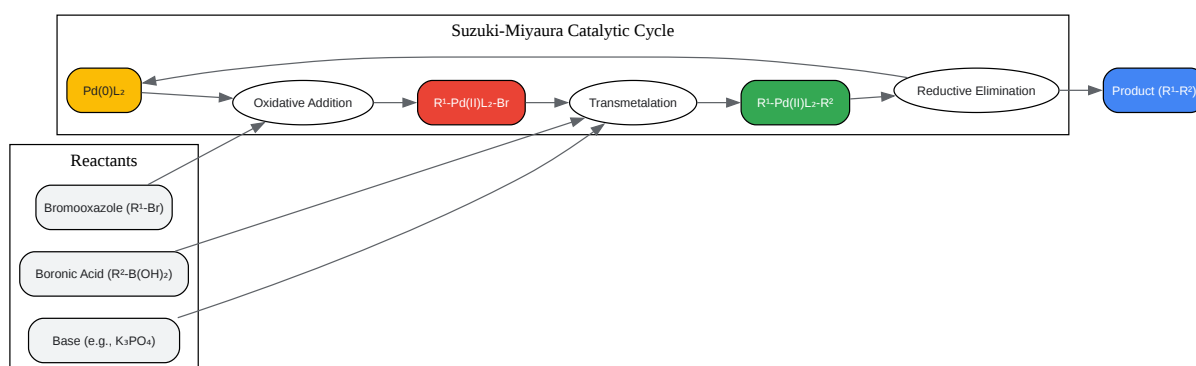 Suzuki-Miyaura Catalytic Cycle
Pd(0)L₂
Oxidative Addition
R¹-Pd(II)L₂-Br
Transmetalation
R¹-Pd(II)L₂-R²
Reductive Elimination
Product (R¹-R²)
Reactants
Bromooxazole (R¹-Br)
Boronic Acid (R²-B(OH)₂)
Base (e.g., K₃PO₄)